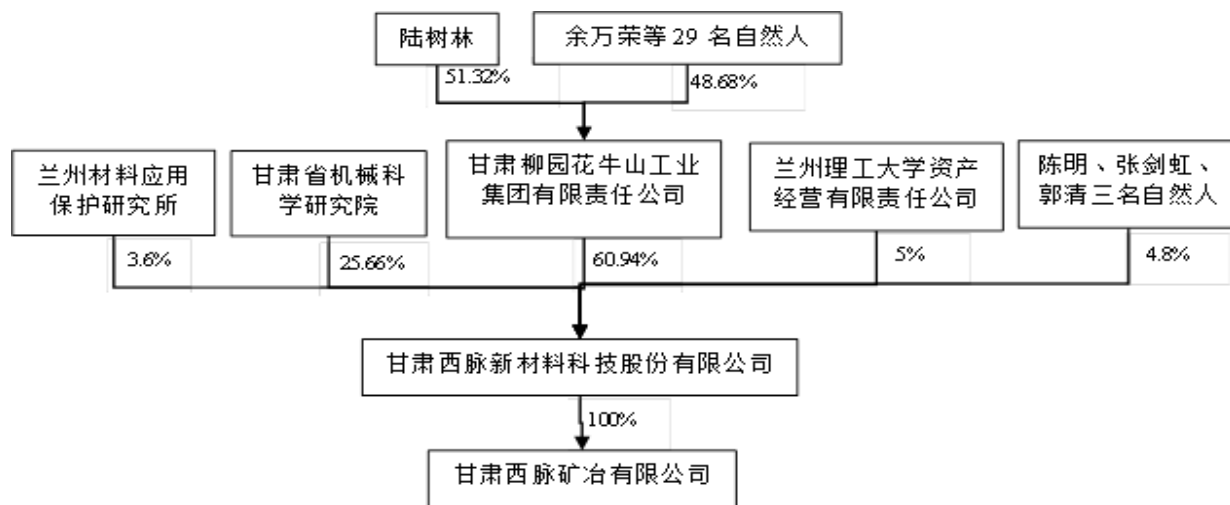 陆树林
余万荣等29 名自然人
51.32%
48.68%
兰州材料应用
保护研究所
甘肃省机械科
学研究院
甘肃柳园花牛山工业
集团有限责任公司
兰州理工大学资产
经营有限责任公司
陈明、张剑虹、
郭清三名自然人
3.6%
25.66%
60.94%
5%
4.8%
甘肃西脉新材料科技股份有限公司
100%
甘肃西脉矿冶有限公司